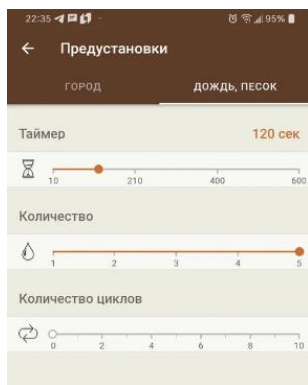 22:35 95%
Предустановки
ГОРОД ДОЖДЬ, ПЕСОК
Таймер 120 сек
10 210 400 600
Количество
1 2 3 4 5
Количество циклов
0 2 4 6 8 10